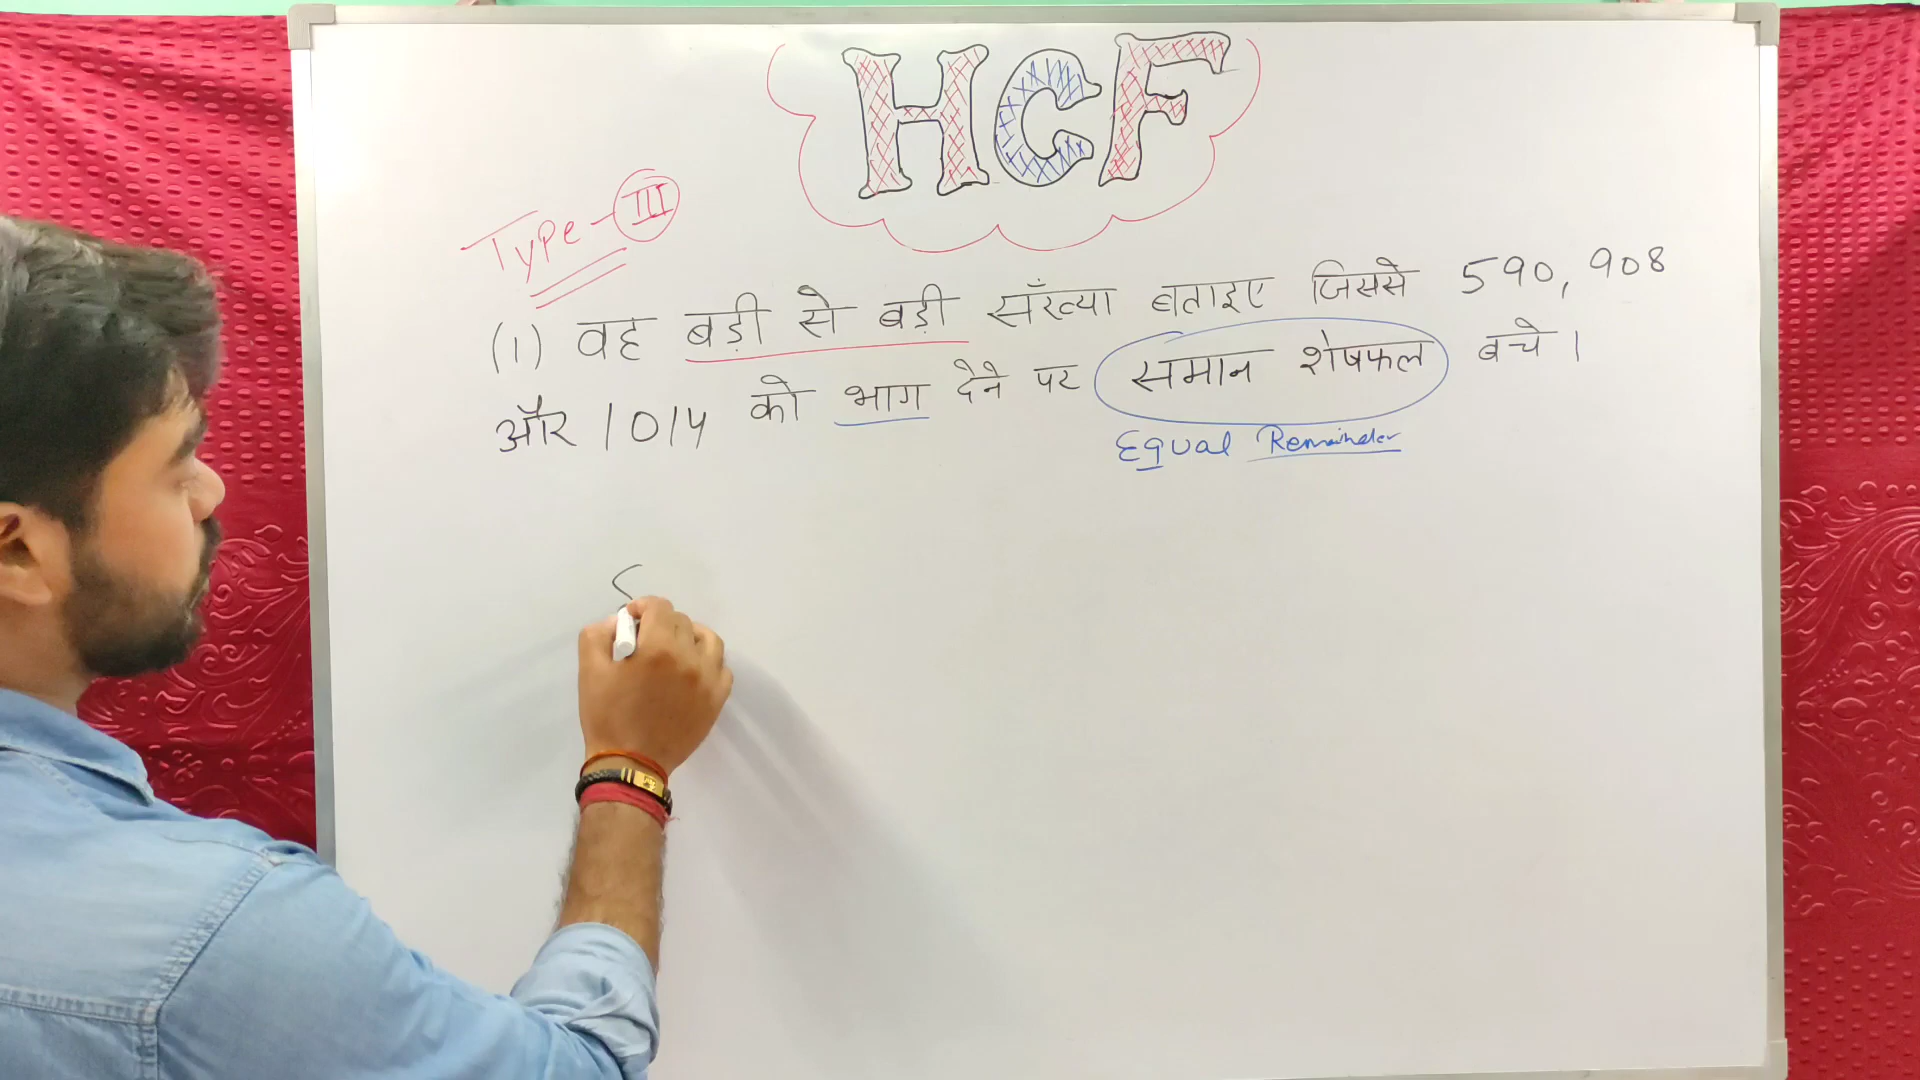 HCF
Type-III
(1) वह बड़ी से बड़ी सँख्या बताइए जिससे 590, 908
और 1014 को भाग देने पर समान शेषफल बचे।
Equal Remainder